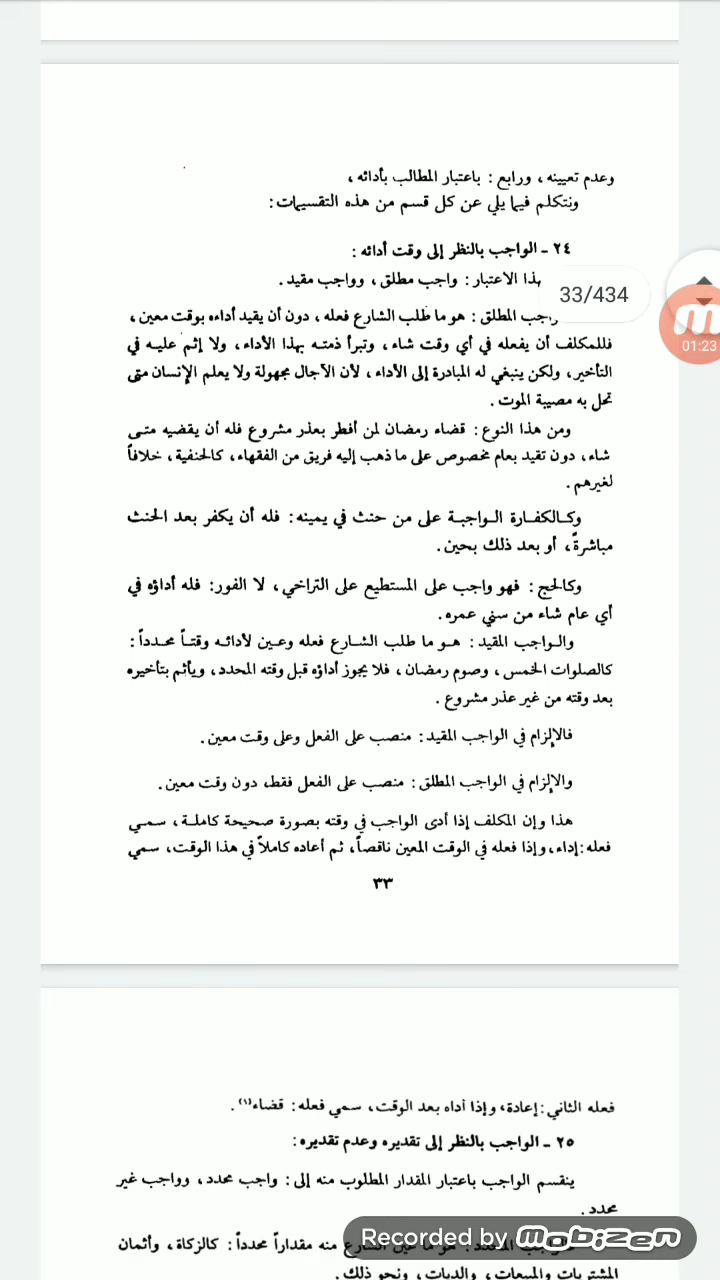 وعدم تعيينه ، ورابع : باعتبار المطالب بأدائه ،
ونتكلم فيما يلي عن كل قسم من هذه التقسيمات :
٢٤ - الواجب بالنظر إلى وقت أدائه :
بهذا الاعتبار : واجب مطلق ، وواجب مقيد .
33/434
واجب المطلق : هو ما طلب الشارع فعله ، دون أن يقيد أداءه بوقت معين ،
01:23
فللمكلف أن يفعله في أي وقت شاء ، وتبرأ ذمته بهذا الأداء ، ولا إثم عليه في
التأخير ، ولكن ينبغي له المبادرة إلى الأداء ، لأن الآجال مجهولة ولا يعلم الإنسان متى
تحل به مصيبة الموت .
ومن هذا النوع : قضاء رمضان لمن أفطر بعذر مشروع فله أن يقضيه متى
شاء ، دون تقيد بعام مخصوص على ما ذهب إليه فريق من الفقهاء ، كالحنفية ، خلافاً
لغيرهم .
وكالكفارة الواجبة على من حنث في يمينه : فله أن يكفر بعد الحنث
مباشرةً ، أو بعد ذلك بحين .
وكالحج : فهو واجب على المستطيع على التراخي ، لا الفور : فله أداؤه في
أي عام شاء من سني عمره .
والواجب المقيد : هو ما طلب الشارع فعله وعين لأدائه وقتاً محدداً :
كالصلوات الخمس ، وصوم رمضان ، فلا يجوز أداؤه قبل وقته المحدد ، ويأثم بتأخيره
بعد وقته من غير عذر مشروع .
فالإلزام في الواجب المقيد : منصب على الفعل وعلى وقت معين .
والإلزام في الواجب المطلق : منصب على الفعل فقط ، دون وقت معين .
هذا وإن المكلف إذا أدى الواجب في وقته بصورة صحيحة كاملة ، سمي
فعله : إداء ، وإذا فعله في الوقت المعين ناقصاً ، ثم أعاده كاملاً في هذا الوقت ، سمي
٣٣
فعله الثاني : إعادة ، وإذا أداه بعد الوقت ، سمي فعله : قضاء(١) .
٢٥ - الواجب بالنظر إلى تقديره وعدم تقديره :
ينقسم الواجب باعتبار المقدار المطلوب منه إلى : واجب محدد ، وواجب غير
محدد .
منه مقداراً محدداً : كالزكاة ، وأثمان
Recorded by mobizen
المشتريات والمبيعات ، والديات ، ونحو ذلك .